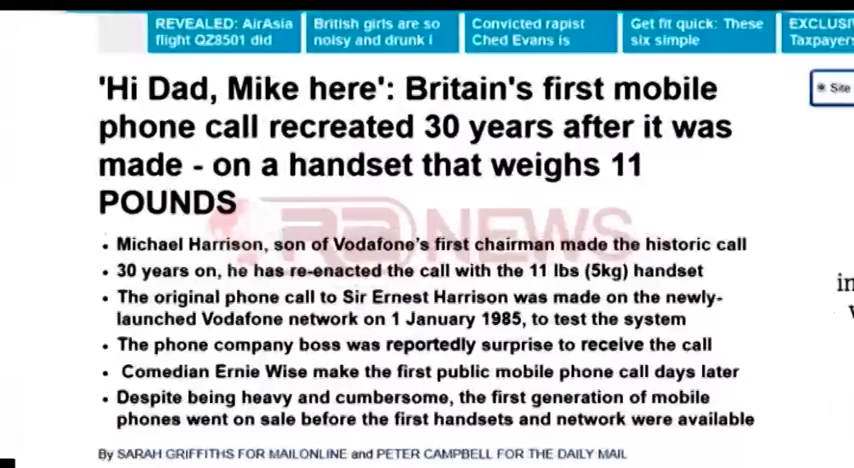 REVEALED: AirAsia
flight QZ8501 did
British girls are so
noisy and drunk I
Convicted rapist
Ched Evans is
Get fit quick: These
six simple
EXCLUSIV
Taxpayers
Site
'Hi Dad, Mike here': Britain's first mobile
phone call recreated 30 years after it was
made - on a handset that weighs 11
POUNDS
NEWS
• Michael Harrison, son of Vodafone's first chairman made the historic call
• 30 years on, he has re-enacted the call with the 11 lbs (5kg) handset
• The original phone call to Sir Ernest Harrison was made on the newly-
launched Vodafone network on 1 January 1985, to test the system
• The phone company boss was reportedly surprise to receive the call
• Comedian Ernie Wise make the first public mobile phone call days later
• Despite being heavy and cumbersome, the first generation of mobile
phones went on sale before the first handsets and network were available
By SARAH GRIFFITHS FOR MAILONLINE and PETER CAMPBELL FOR THE DAILY MAIL